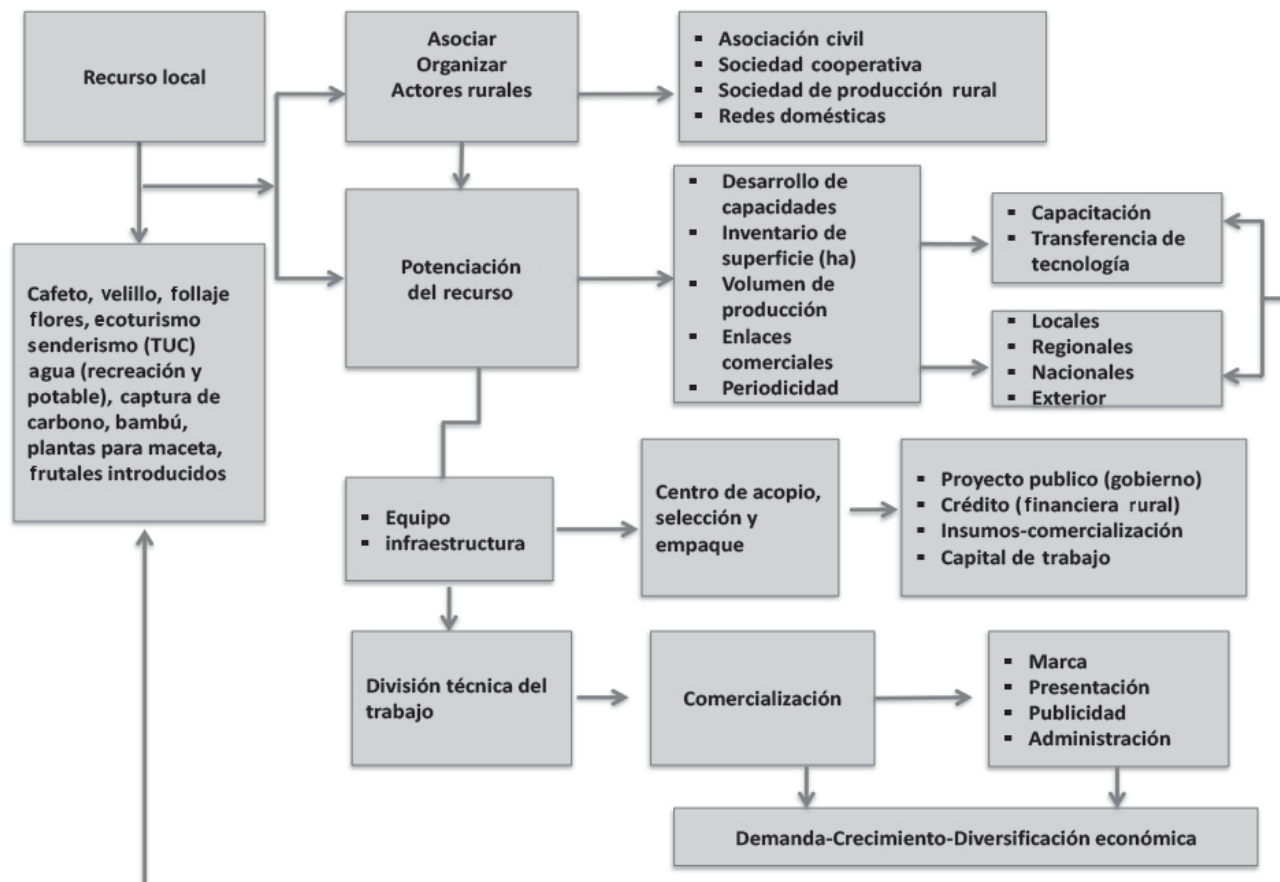 Recurso local
Asociar
Organizar
Actores rurales
▪ Asociación civil
▪ Sociedad cooperativa
▪ Sociedad de producción rural
▪ Redes domésticas
Cafeto, velillo, follaje
flores, ecoturismo
senderismo (TUC)
agua (recreación y
potable), captura de
carbono, bambú,
plantas para maceta,
frutales introducidos
Potenciación
del recurso
▪ Desarrollo de
capacidades
▪ Inventario de
superficie (ha)
▪ Volumen de
producción
▪ Enlaces
comerciales
▪ Periodicidad
▪ Capacitación
▪ Transferencia de
tecnología
▪ Locales
▪ Regionales
▪ Nacionales
▪ Exterior
▪ Equipo
▪ infraestructura
Centro de acopio,
selección y
empaque
▪ Proyecto publico (gobierno)
▪ Crédito (financiera rural)
▪ Insumos-comercialización
▪ Capital de trabajo
División técnica del
trabajo
Comercialización
▪ Marca
▪ Presentación
▪ Publicidad
▪ Administración
Demanda-Crecimiento-Diversificación económica